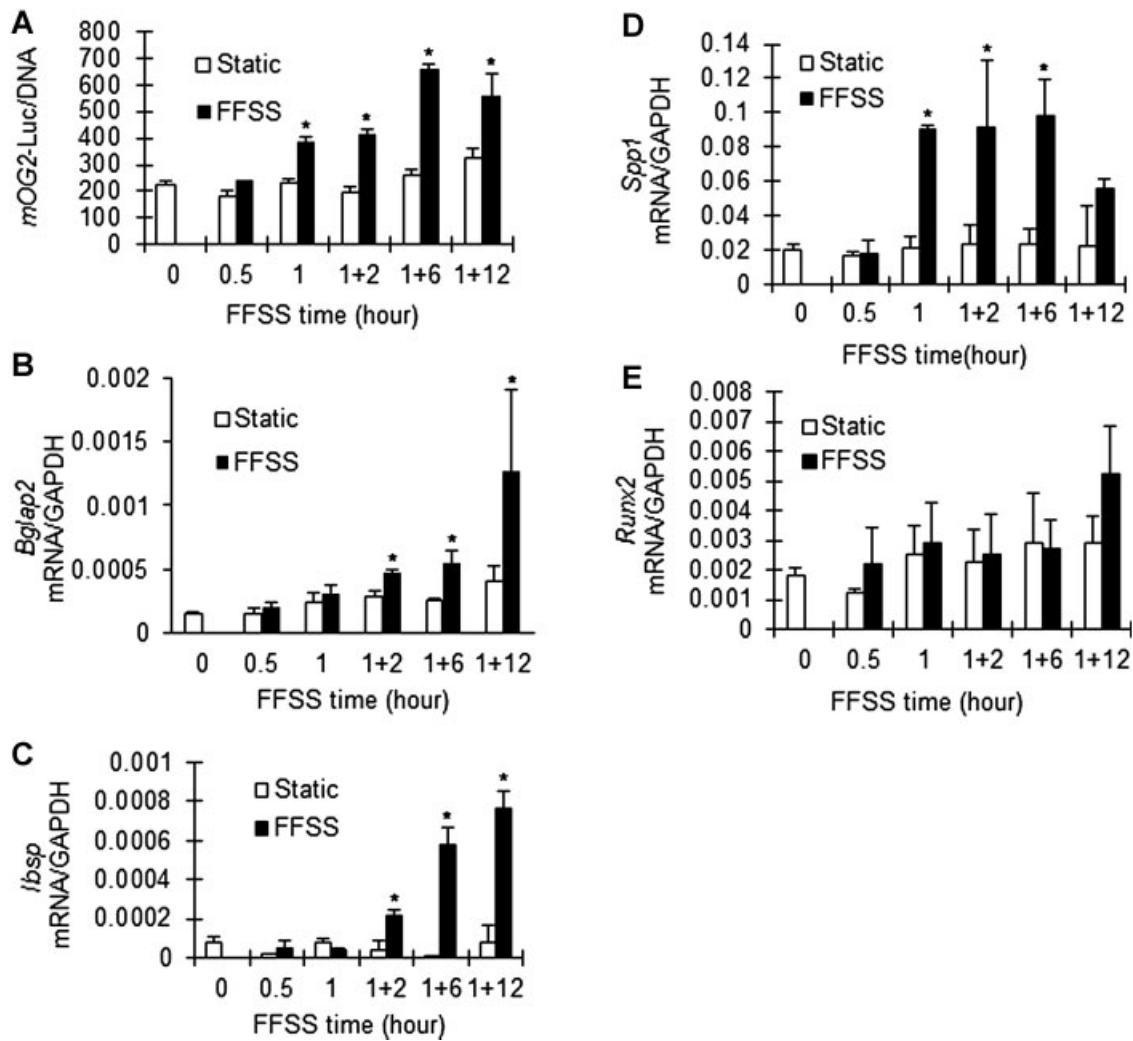 A
800
700
600
500
400
300
200
100
0
mOG2-Luc/DNA
Static
FFSS
*
*
*
*
0 0.5 1 1+2 1+6 1+12
FFSS time (hour)
B
0.002
0.0015
0.001
0.0005
0
Bglap2
mRNA/GAPDH
Static
FFSS
*
*
*
0 0.5 1 1+2 1+6 1+12
FFSS time (hour)
C
0.001
0.0008
0.0006
0.0004
0.0002
0
Ibsp
mRNA/GAPDH
Static
FFSS
*
*
*
0 0.5 1 1+2 1+6 1+12
FFSS time (hour)
D
0.14
0.12
0.10
0.08
0.06
0.04
0.02
0
Spp1
mRNA/GAPDH
Static
FFSS
*
*
*
0 0.5 1 1+2 1+6 1+12
FFSS time(hour)
E
0.008
0.007
0.006
0.005
0.004
0.003
0.002
0.001
0
Runx2
mRNA/GAPDH
Static
FFSS
0 0.5 1 1+2 1+6 1+12
FFSS time (hour)